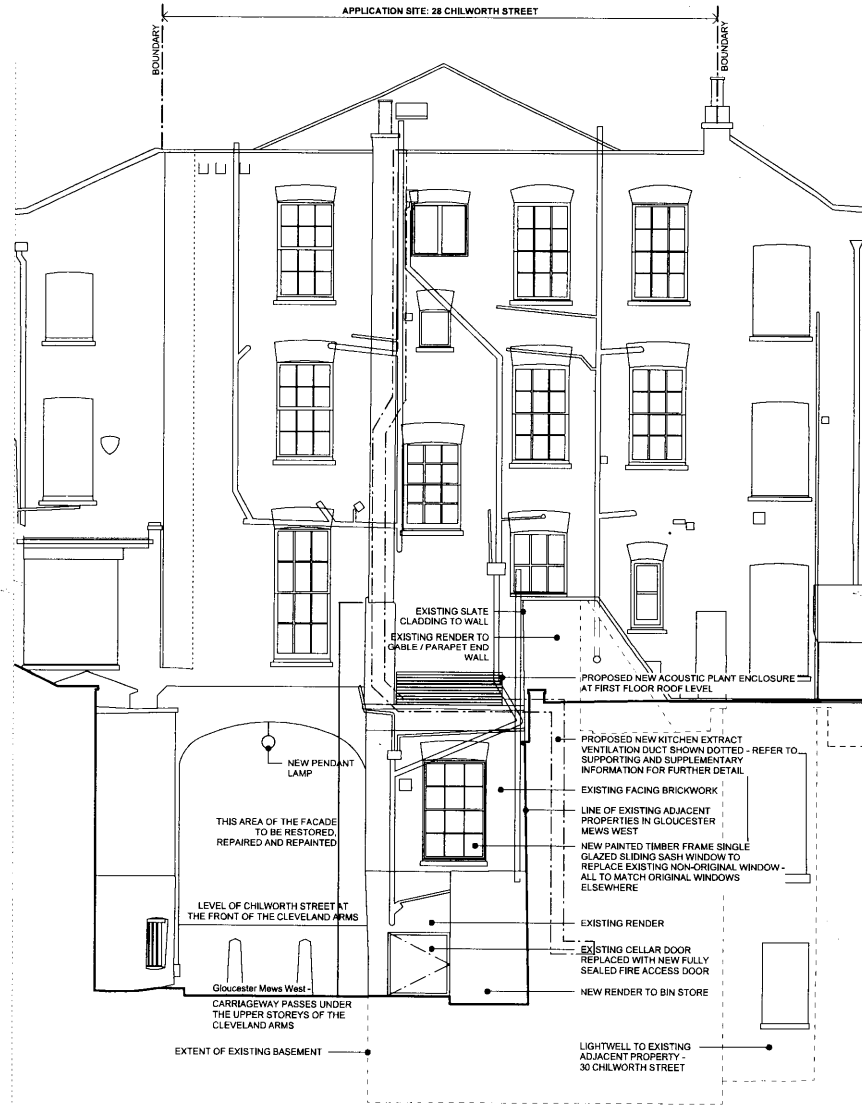 APPLICATION SITE: 28 CHILWORTH STREET
BOUNDARY
BOUNDARY
EXISTING SLATE
CLADDING TO WALL
EXISTING RENDER TO
GABLE / PARAPET END
WALL
PROPOSED NEW ACOUSTIC PLANT ENCLOSURE
AT FIRST FLOOR ROOF LEVEL
PROPOSED NEW KITCHEN EXTRACT
VENTILATION DUCT SHOWN DOTTED - REFER TO
SUPPORTING AND SUPPLEMENTARY
INFORMATION FOR FURTHER DETAIL
NEW PENDANT
LAMP
EXISTING FACING BRICKWORK
LINE OF EXISTING ADJACENT
PROPERTIES IN GLOUCESTER
MEWS WEST
THIS AREA OF THE FACADE
TO BE RESTORED,
REPAIRED AND REPAINTED
NEW PAINTED TIMBER FRAME SINGLE
GLAZED SLIDING SASH WINDOW TO
REPLACE EXISTING NON-ORIGINAL WINDOW -
ALL TO MATCH ORIGINAL WINDOWS
ELSEWHERE
LEVEL OF CHILWORTH STREET AT
THE FRONT OF THE CLEVELAND ARMS
EXISTING RENDER
EXISTING CELLAR DOOR
REPLACED WITH NEW FULLY
SEALED FIRE ACCESS DOOR
Gloucester Mews West -
CARRIAGEWAY PASSES UNDER
THE UPPER STOREYS OF THE
CLEVELAND ARMS
NEW RENDER TO BIN STORE
EXTENT OF EXISTING BASEMENT
LIGHTWELL TO EXISTING
ADJACENT PROPERTY -
30 CHILWORTH STREET